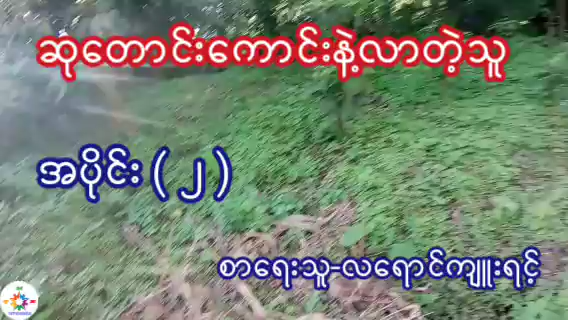 ဆုတောင်းကောင်းနဲ့လာတဲ့သူ
အပိုင်း ( ၂ )
စာရေးသူ-လရောင်ကျူးရင့်